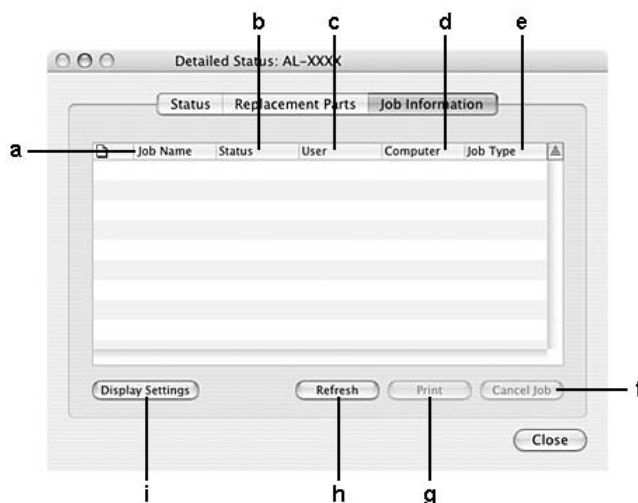 b c d e
Detailed Status: AL-XXXX
Status Replacement Parts Job Information
a Job Name Status User Computer Job Type
Display Settings Refresh Print Cancel Job f
Close
i h g